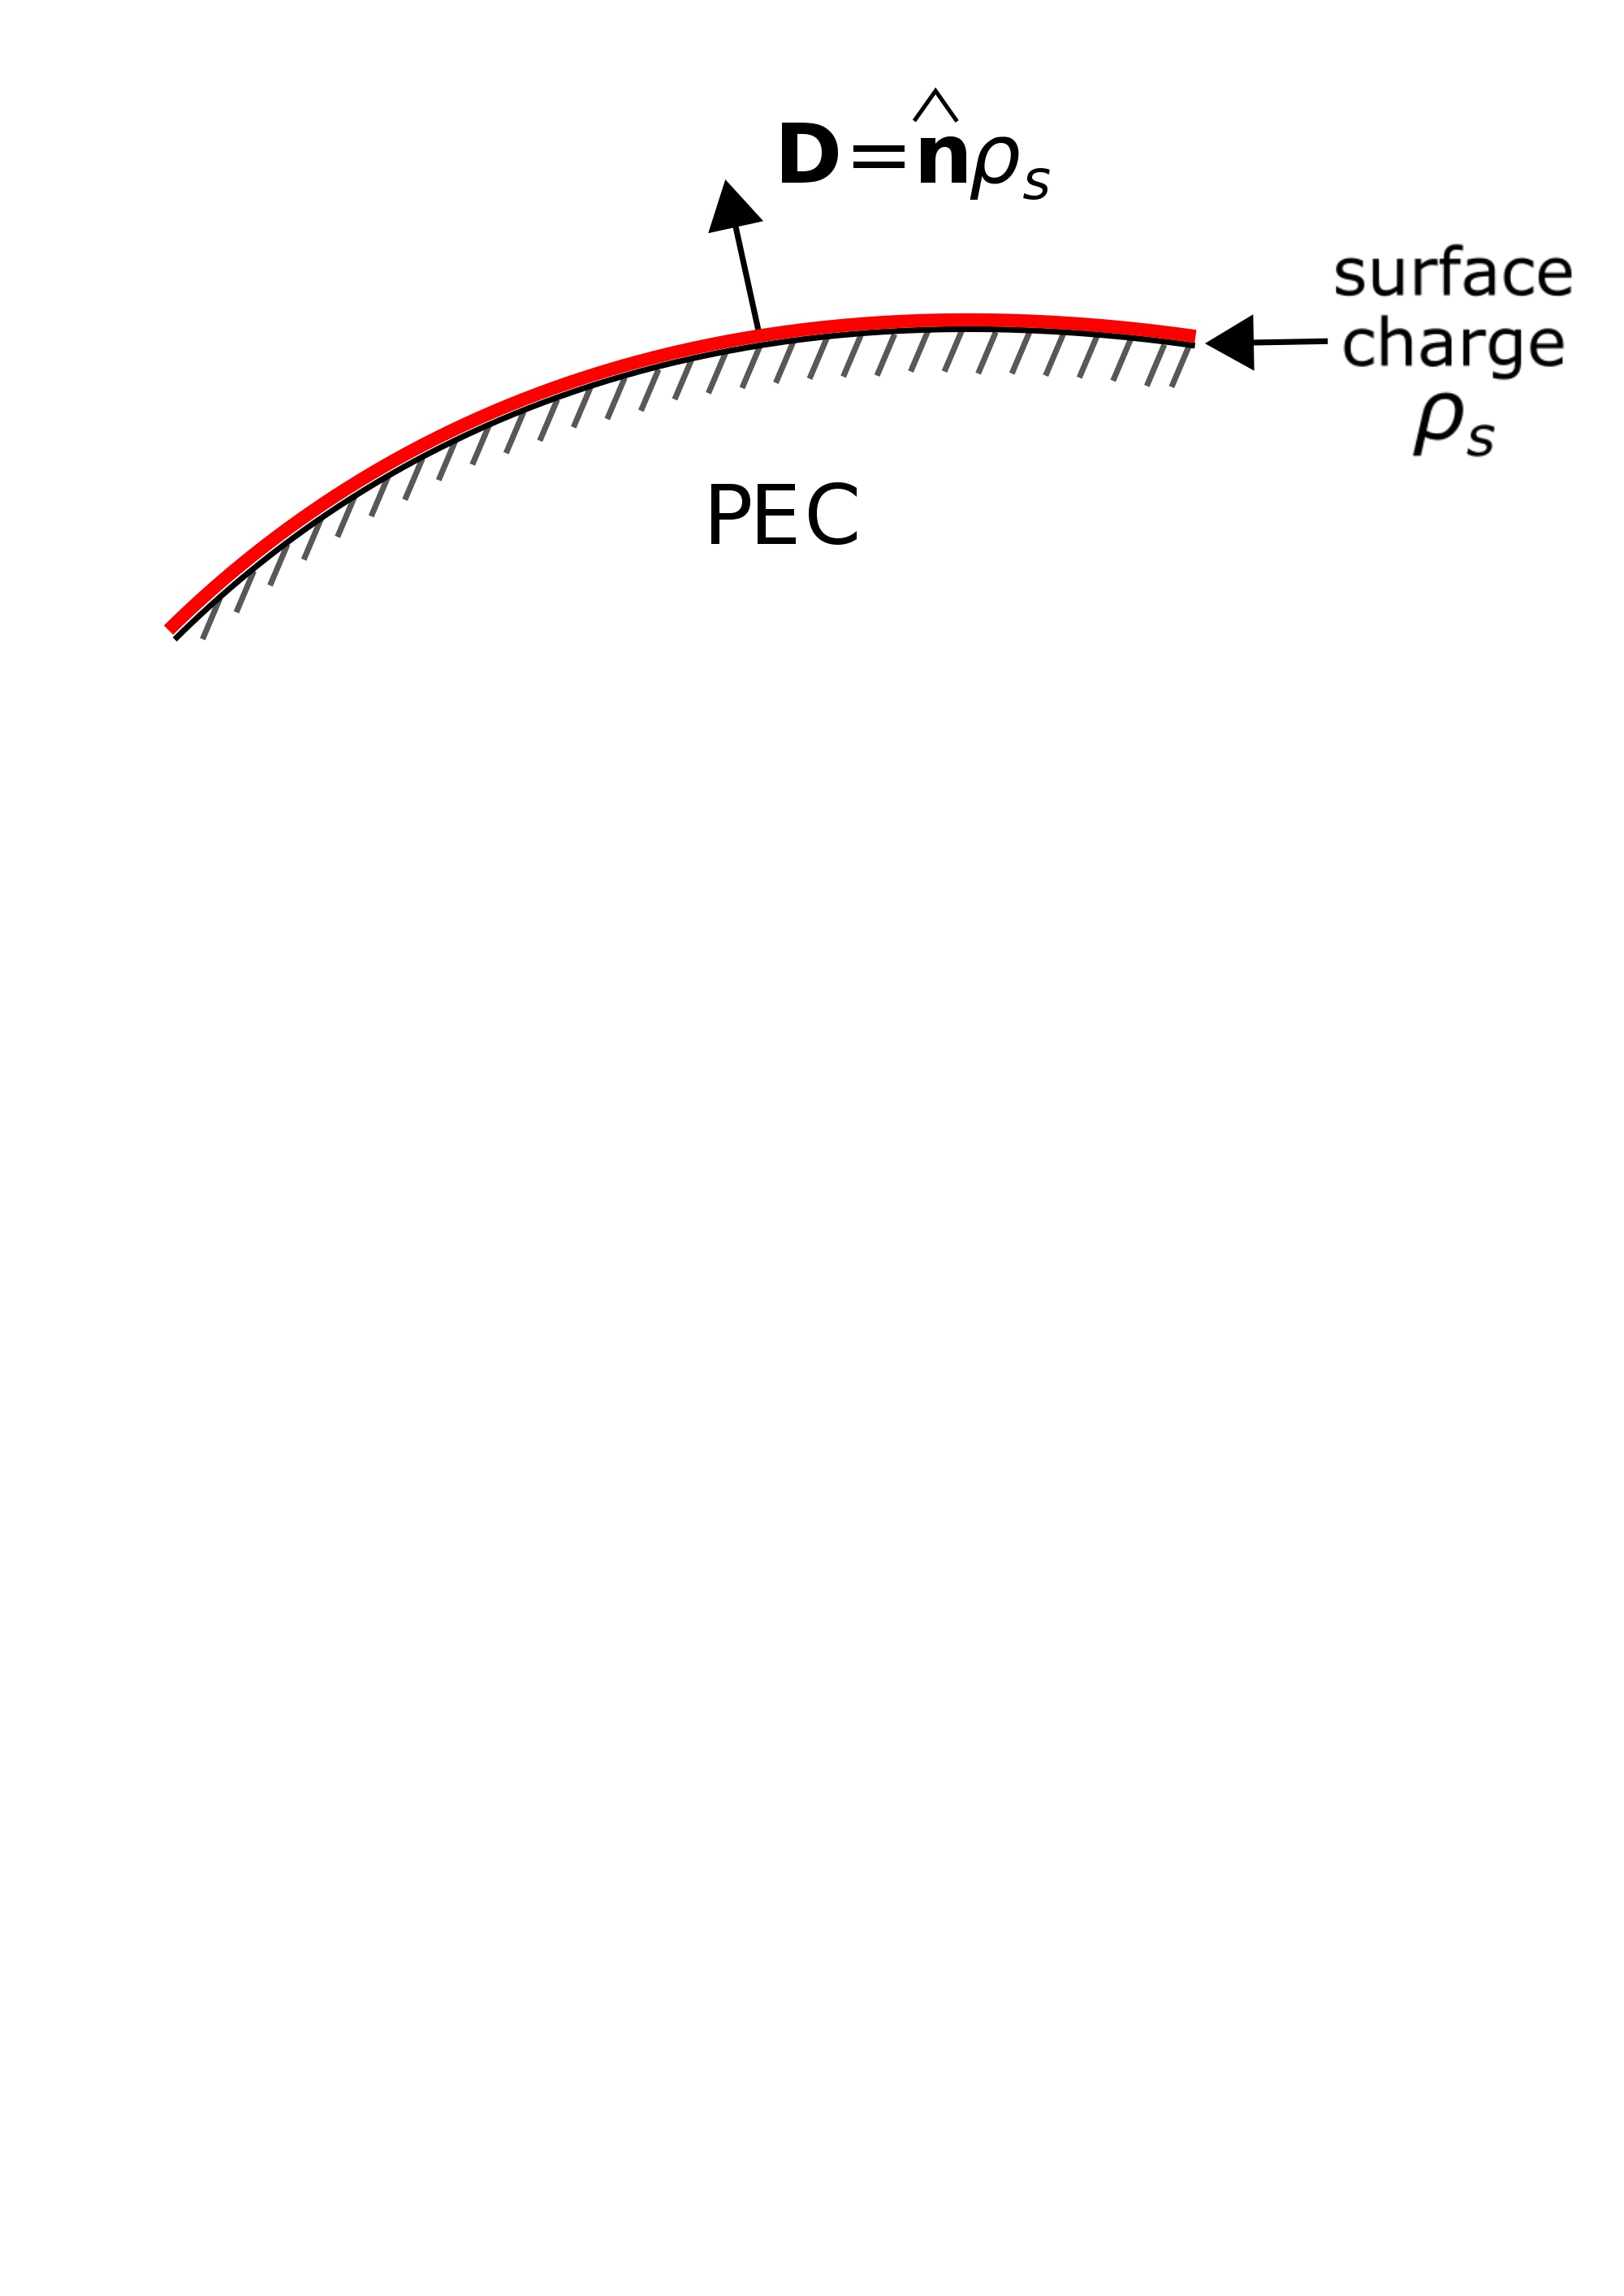 D=n̂ρₛ
surface
charge
ρₛ
PEC